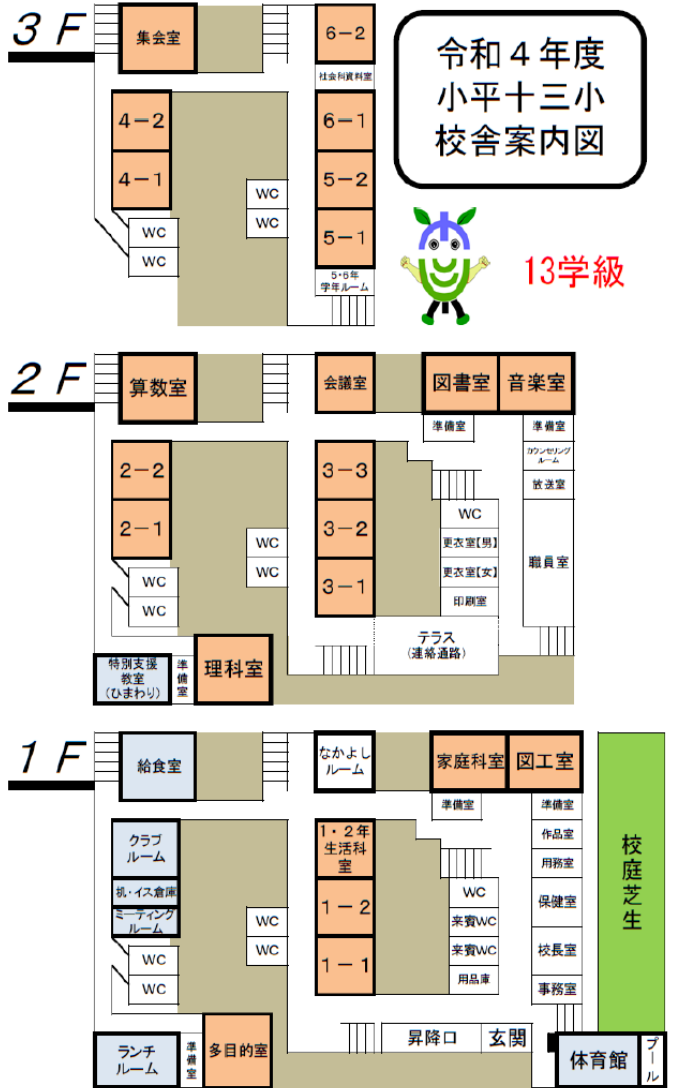 3F
集会室
6-2
令和4年度
小平十三小
校舎案内図
社会科資料室
4-2
6-1
4-1
5-2
WC
WC
WC
WC
5-1
13学級
5・6年
学年ルーム
2F
算数室
会議室
図書室
音楽室
準備室
準備室
カウンセリング
ルーム
2-2
3-3
放送室
2-1
3-2
WC
WC
WC
更衣室【男】
職員室
WC
WC
3-1
更衣室【女】
印刷室
テラス
(連絡通路)
特別支援
教室
(ひまわり)
準備室
理科室
1F
給食室
なかよし
ルーム
家庭科室
図工室
準備室
準備室
クラブ
ルーム
1・2年
生活科
室
作品室
用務室
校庭芝生
机・イス倉庫
ミーティング
ルーム
1-2
WC
保健室
WC
来賓WC
WC
来賓WC
校長室
WC
WC
1-1
用品庫
事務室
ランチ
ルーム
準備室
多目的室
昇降口
玄関
体育館
プール